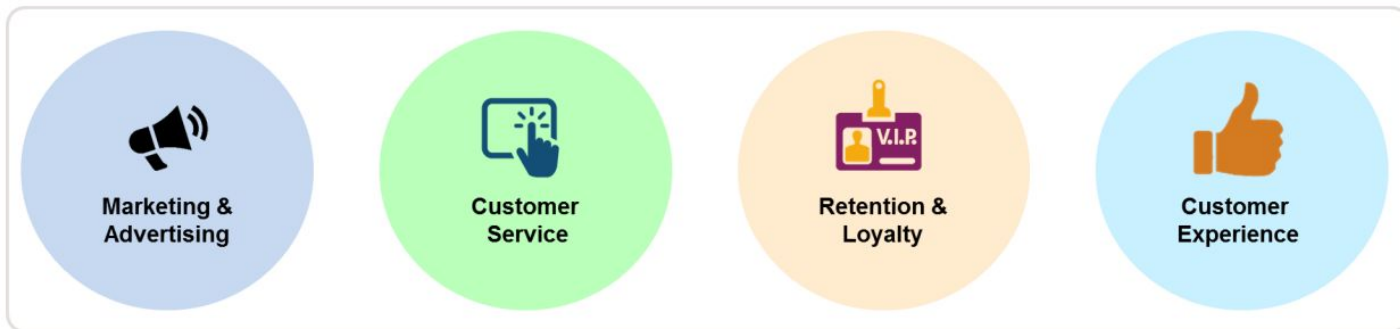 Marketing &
Advertising
Customer
Service
V.I.P.
Retention &
Loyalty
Customer
Experience